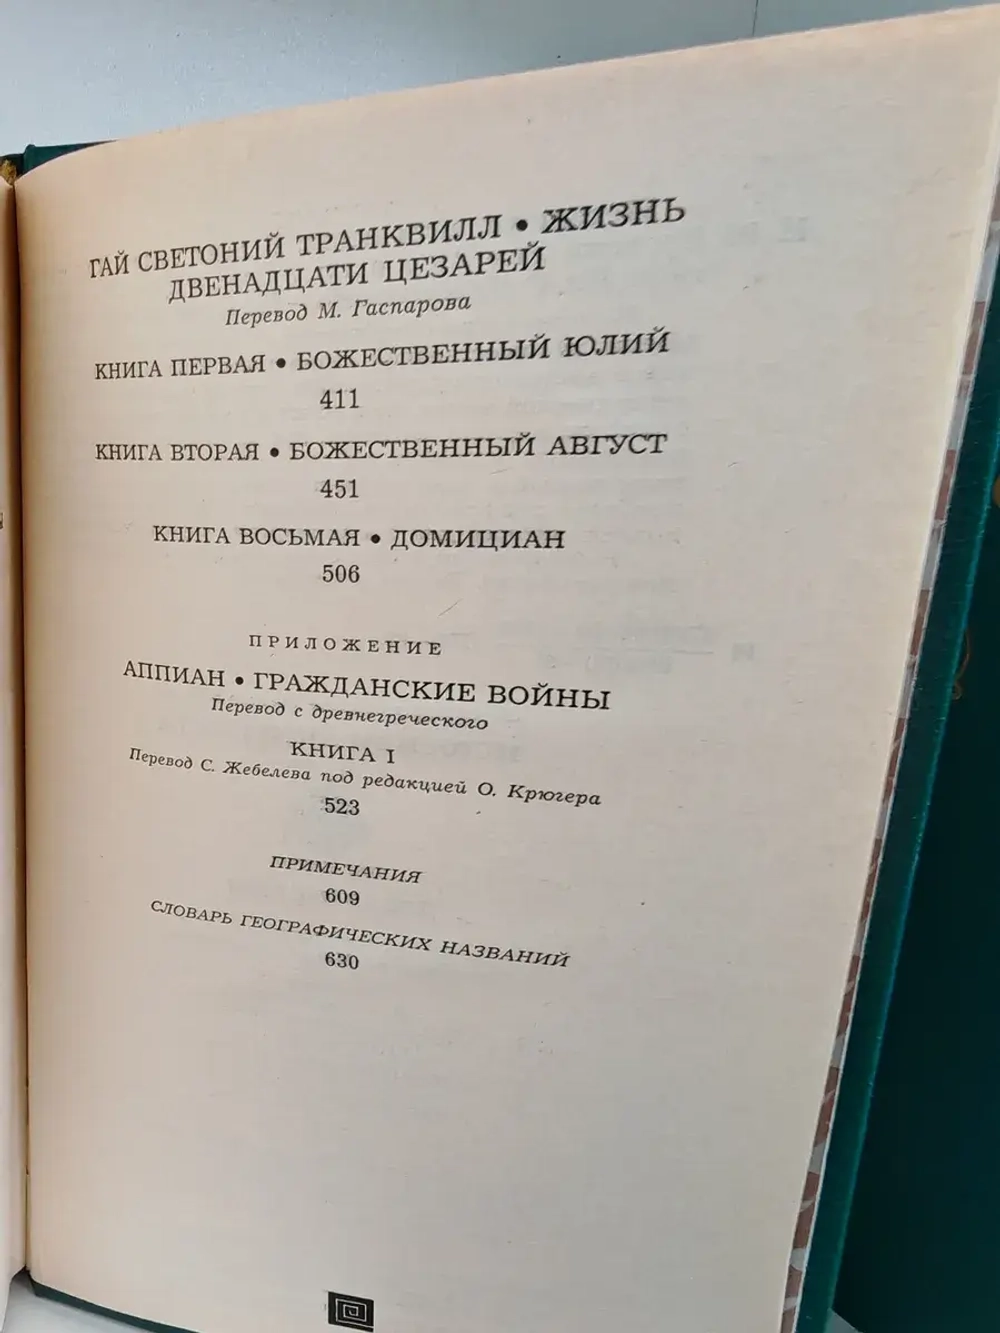 ГАЙ СВЕТОНИЙ ТРАНКВИЛЛ • ЖИЗНЬ
ДВЕНАДЦАТИ ЦЕЗАРЕЙ
Перевод М. Гаспарова
КНИГА ПЕРВАЯ • БОЖЕСТВЕННЫЙ ЮЛИЙ
411
КНИГА ВТОРАЯ • БОЖЕСТВЕННЫЙ АВГУСТ
451
КНИГА ВОСЬМАЯ • ДОМИЦИАН
506
ПРИЛОЖЕНИЕ
АППИАН • ГРАЖДАНСКИЕ ВОЙНЫ
Перевод с древнегреческого
КНИГА I
Перевод С. Жебелева под редакцией О. Крюгера
523
ПРИМЕЧАНИЯ
609
СЛОВАРЬ ГЕОГРАФИЧЕСКИХ НАЗВАНИЙ
630